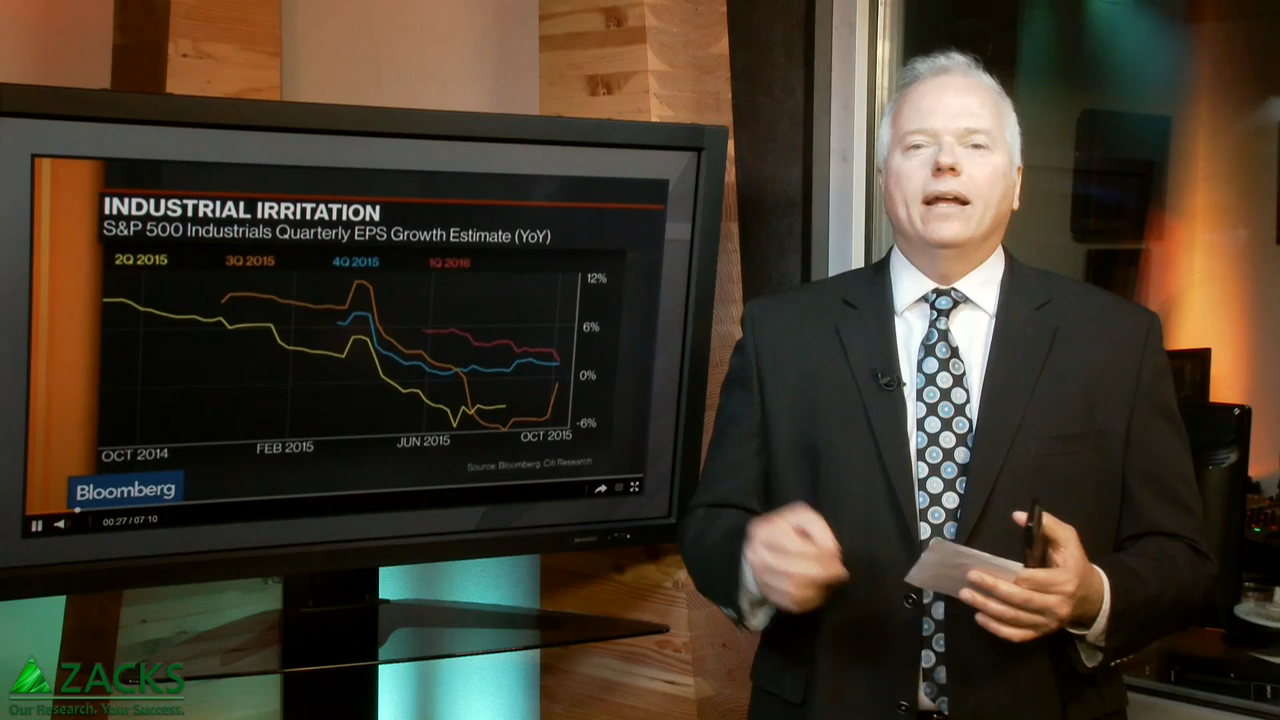 INDUSTRIAL IRRITATION
S&P 500 Industrials Quarterly EPS Growth Estimate (YoY)
2Q 2015 3Q 2015 4Q 2015 1Q 2016
12%
6%
0%
-6%
OCT 2014 FEB 2015 JUN 2015 OCT 2015
Source: Bloomberg, Citi Research
Bloomberg
00:27 / 07:10
ZACKS
Our Research. Your Success.